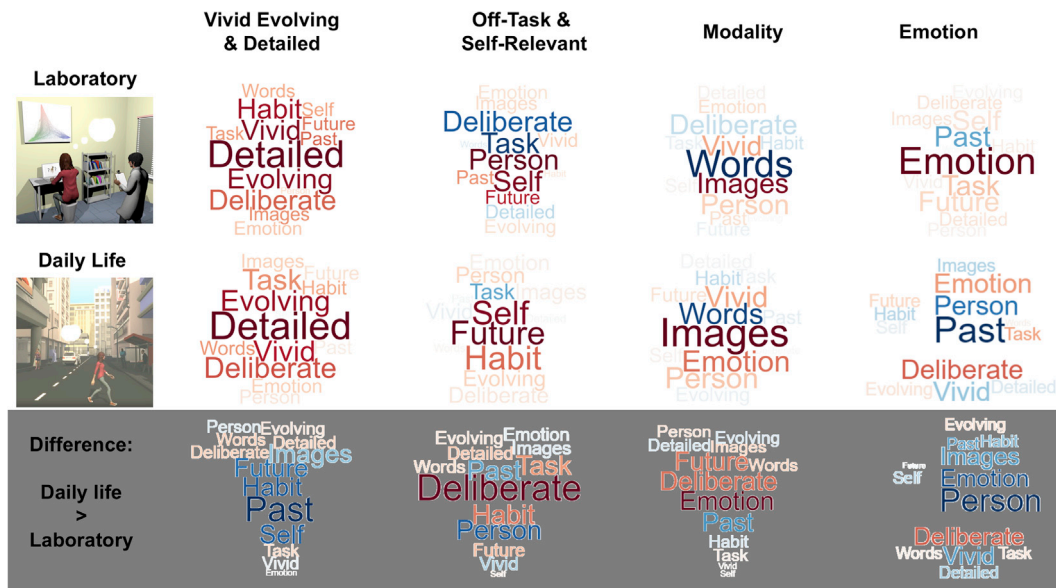 Vivid Evolving
& Detailed
Off-Task &
Self-Relevant
Modality
Emotion
Laboratory
Words
Habit Self
Vivid Future
Task Past
Detailed
Evolving
Deliberate
Images
Emotion
Emotion
Images
Deliberate
Task Vivid
Person
Past Self
Future
Detailed
Evolving
Detailed
Emotion
Deliberate
Task Vivid Habit
Words
Self Images
Person
Past
Future
Evolving
Deliberate
Images Self
Past Habit
Emotion
Vivid Task
Future
Detailed
Person
Daily Life
Images
Task Future
Habit
Evolving
Detailed
Words Vivid Past
Deliberate
Emotion
Person
Emotion
Person
Task Images
Vivid Self
Future
Habit
Evolving
Deliberate
Detailed
Habit Task
Future Vivid
Words Past
Images
Self Emotion
Person
Evolving
Images
Emotion
Future Person
Habit
Self Past Task
Deliberate
Evolving Vivid Detailed
Difference:
Daily life
>
Laboratory
Person Evolving
Words Detailed
Deliberate Images
Future
Habit
Past
Self
Task
Vivid
Emotion
Evolving Emotion
Detailed Images
Words Past Task
Deliberate
Habit
Person
Future
Vivid
Self
Person Evolving
Detailed Images
Future Words
Deliberate
Emotion
Past
Habit
Task
Vivid
Self
Evolving
Past Habit
Images
Future
Self Emotion
Person
Deliberate
Words Vivid Task
Detailed